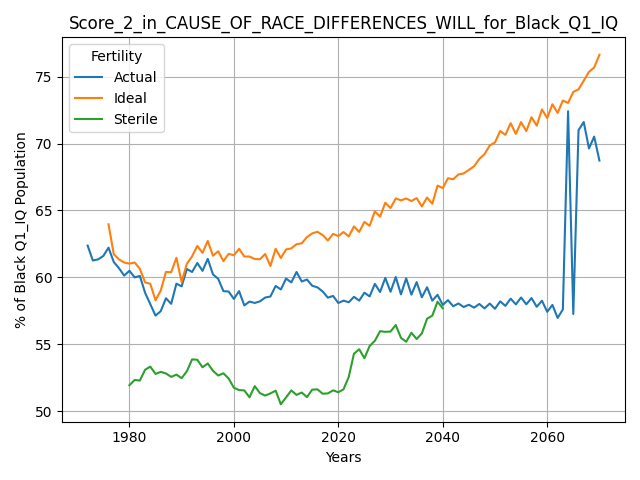 Score_2_in_CAUSE_OF_RACE_DIFFERENCES_WILL_for_Black_Q1_IQ
Fertility
Actual
Ideal
Sterile
% of Black Q1_IQ Population
75
70
65
60
55
50
1980
2000
2020
2040
2060
Years